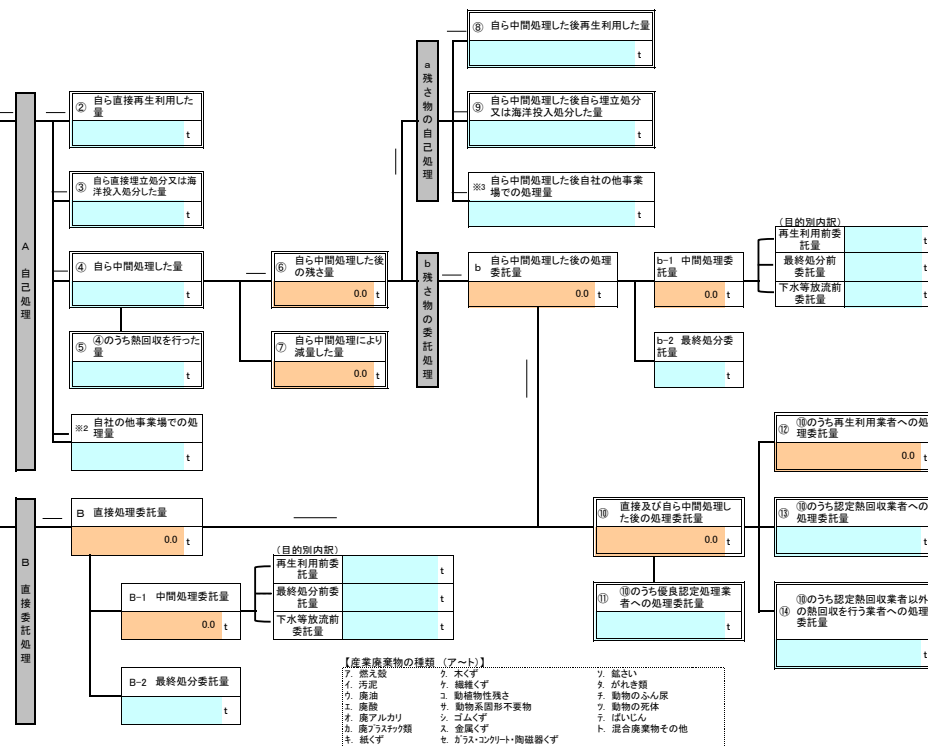 ⑧ 自ら中間処理した後再生利用した量
t
a 残さ物の自己処理
② 自ら直接再生利用した
量
t
⑨ 自ら中間処理した後自ら埋立処分
又は海洋投入処分した量
t
③ 自ら直接埋立処分又は海
洋投入処分した量
t
※3 自ら中間処理した後自社の他事業
場での処理量
t
A 自己処理
④ 自ら中間処理した量
t
⑥ 自ら中間処理した後
の残さ量
0.0 t
b 残さ物の委託処理
b 自ら中間処理した後の処理
委託量
0.0 t
b-1 中間処理委
託量
0.0 t
(目的別内訳)
再生利用前委
託量
t
最終処分前
委託量
t
下水等放流前
委託量
t
⑤ ④のうち熱回収を行った
量
t
⑦ 自ら中間処理により
減量した量
0.0 t
b-2 最終処分委
託量
t
※2 自社の他事業場での処
理量
t
⑫ ⑩のうち再生利用業者への処
理委託量
0.0 t
B 直接委託処理
B 直接処理委託量
0.0 t
⑩ 直接及び自ら中間処理し
た後の処理委託量
0.0 t
⑬ ⑩のうち認定熱回収業者への
処理委託量
t
(目的別内訳)
再生利用前委
託量
t
最終処分前委
託量
t
下水等放流前
委託量
t
B-1 中間処理委託量
0.0 t
⑪ ⑩のうち優良認定処理業
者への処理委託量
t
⑭ ⑩のうち認定熱回収業者以外
の熱回収を行う業者への処理
委託量
t
B-2 最終処分委託量
t
【産業廃棄物の種類 (ア~ト)】
ア. 燃え殻 ク. 木くず ソ. 鉱さい
イ. 汚泥 ケ. 繊維くず タ. がれき類
ウ. 廃油 コ. 動植物性残さ チ. 動物のふん尿
エ. 廃酸 サ. 動物系固形不要物 ツ. 動物の死体
オ. 廃アルカリ シ. ゴムくず テ. ばいじん
カ. 廃プラスチック類 ス. 金属くず ト. 混合廃棄物その他
キ. 紙くず セ. ガラス・コンクリート・陶磁器くず